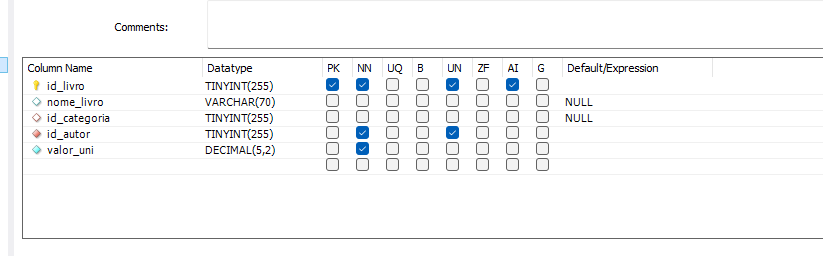 Comments:
Column Name Datatype PK NN UQ B UN ZF AI G Default/Expression
id_livro TINYINT(255)
nome_livro VARCHAR(70) NULL
id_categoria TINYINT(255) NULL
id_autor TINYINT(255)
valor_uni DECIMAL(5,2)